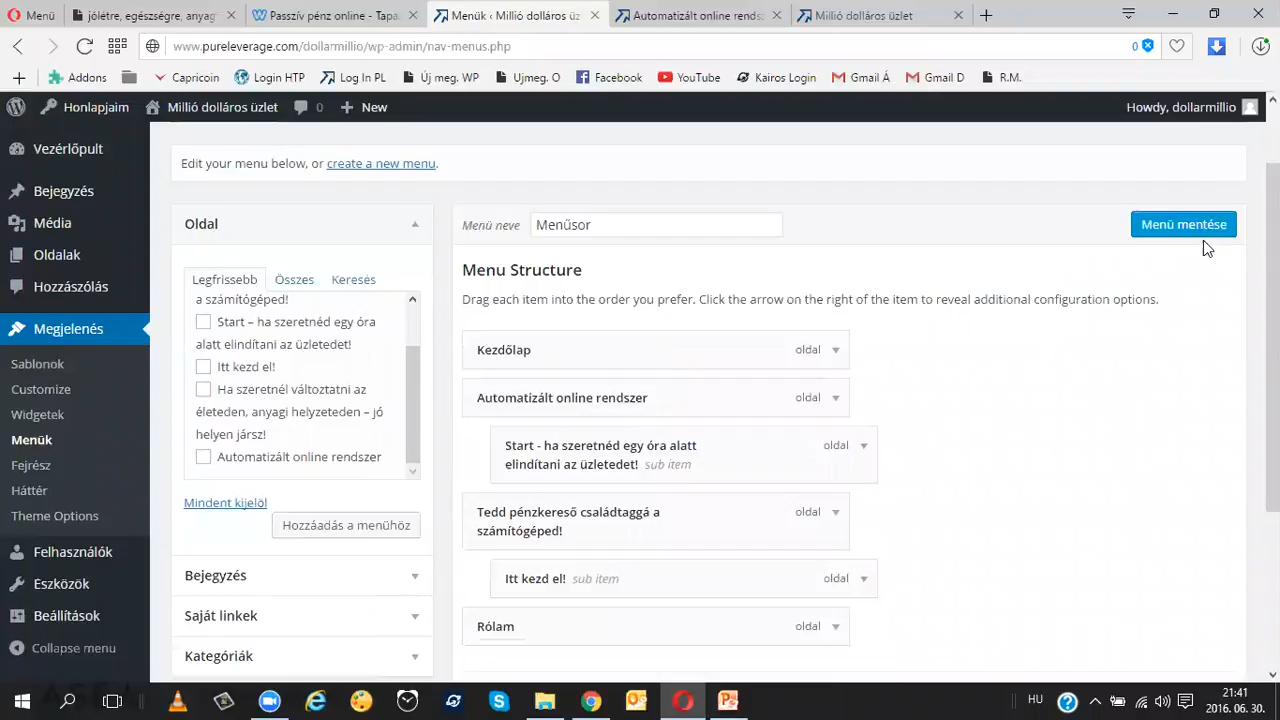 Menü
jólétre, egészségre, anyag
Passzív pénz online - Tapa
Menük ‹ Millió dolláros üz
Automatizált online rends
Millió dolláros üzlet
www.pureleverage.com/dollarmillio/wp-admin/nav-menus.php
0
Addons
Capricoin
Login HTP
Log In PL
Új meg. WP
Ujmeg. O
Facebook
YouTube
Kairos Login
Gmail Á
Gmail D
R.M.
Honlapjaim
Millió dolláros üzlet
0
New
Howdy, dollarmillio
Vezérlőpult
Bejegyzés
Média
Oldalak
Hozzászólás
Megjelenés
Sablonok
Customize
Widgetek
Menük
Fejrész
Háttér
Theme Options
Felhasználók
Eszközök
Beállítások
Collapse menu
Edit your menu below, or create a new menu.
Oldal
Legfrissebb
Összes
Keresés
a számítógéped!
Start – ha szeretnéd egy óra
alatt elindítani az üzletedet!
Itt kezd el!
Ha szeretnél változtatni az
életeden, anyagi helyzeteden – jó
helyen jársz!
Automatizált online rendszer
Mindent kijelöl
Hozzáadás a menühöz
Bejegyzés
Saját linkek
Kategóriák
Menü neve
Menűsor
Menü mentése
Menu Structure
Drag each item into the order you prefer. Click the arrow on the right of the item to reveal additional configuration options.
Kezdőlap oldal
Automatizált online rendszer oldal
Start - ha szeretnéd egy óra alatt oldal
elindítani az üzletedet! sub item
Tedd pénzkereső családtaggá a oldal
számítógéped!
Itt kezd el! sub item oldal
Rólam oldal
HU
21:41
2016. 06. 30.